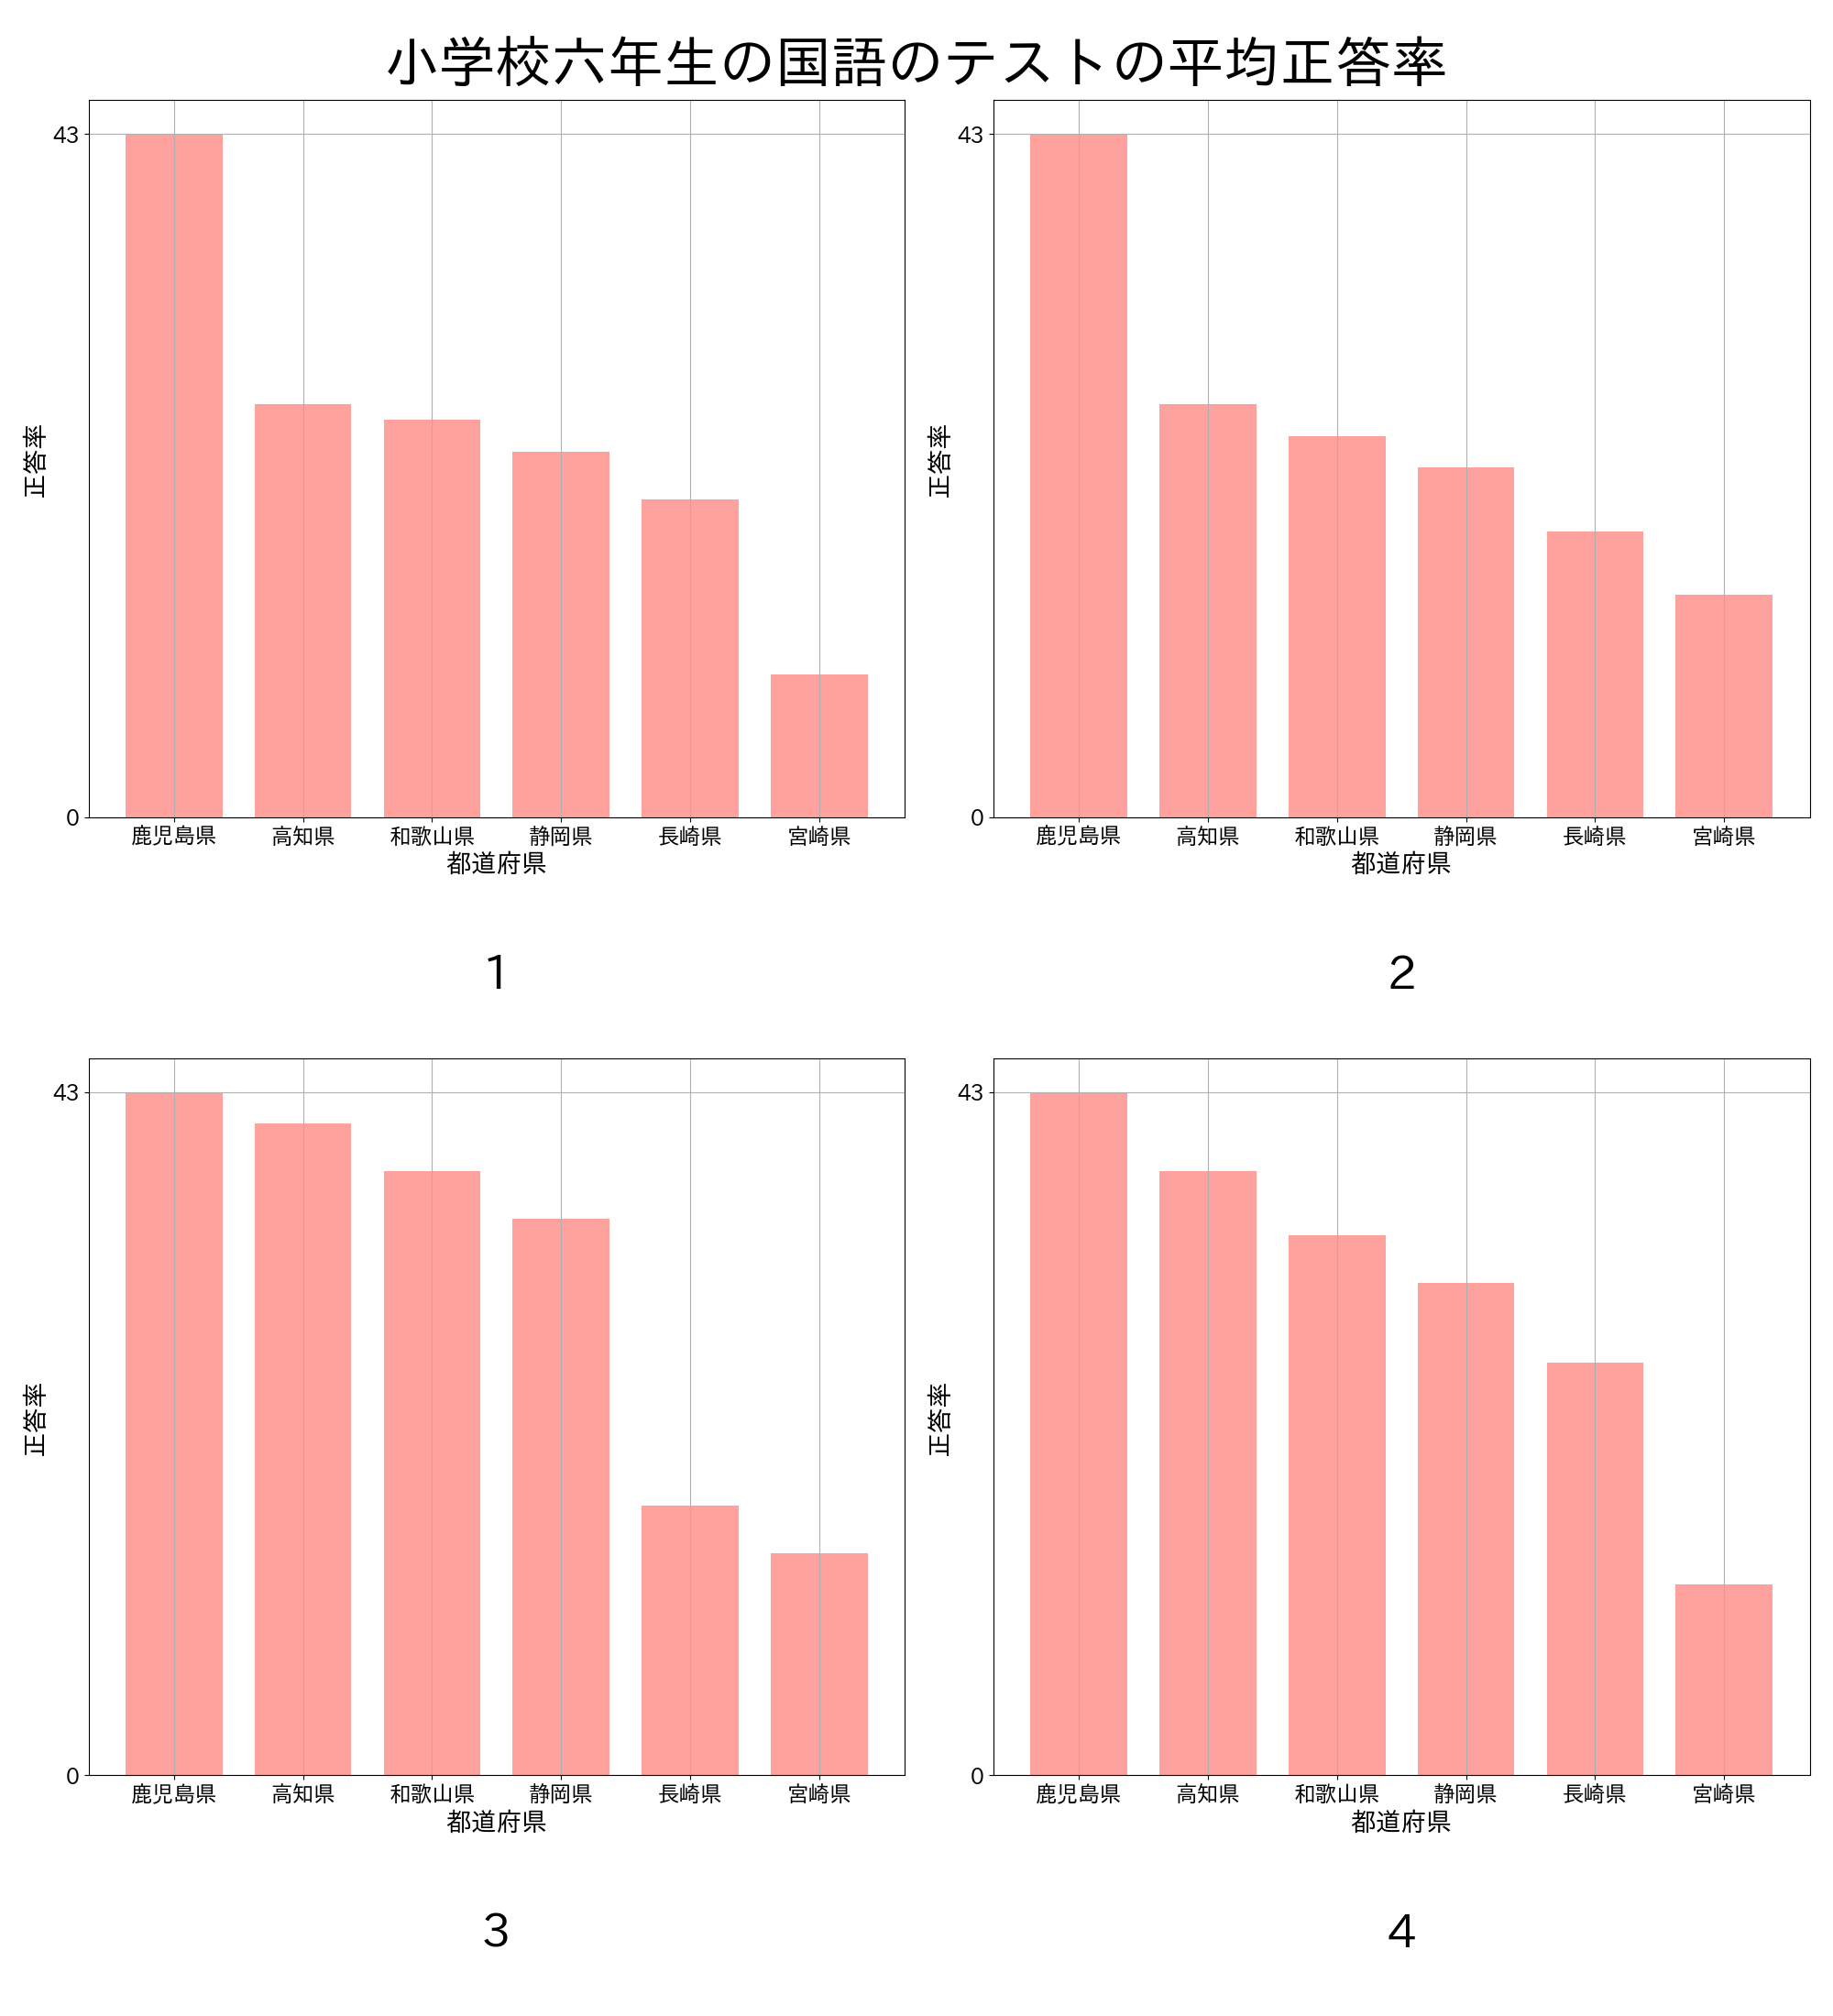 小学校六年生の国語のテストの平均正答率
43
正答率
0
鹿児島県 高知県 和歌山県 静岡県 長崎県 宮崎県
都道府県
1
43
正答率
0
鹿児島県 高知県 和歌山県 静岡県 長崎県 宮崎県
都道府県
2
43
正答率
0
鹿児島県 高知県 和歌山県 静岡県 長崎県 宮崎県
都道府県
3
43
正答率
0
鹿児島県 高知県 和歌山県 静岡県 長崎県 宮崎県
都道府県
4